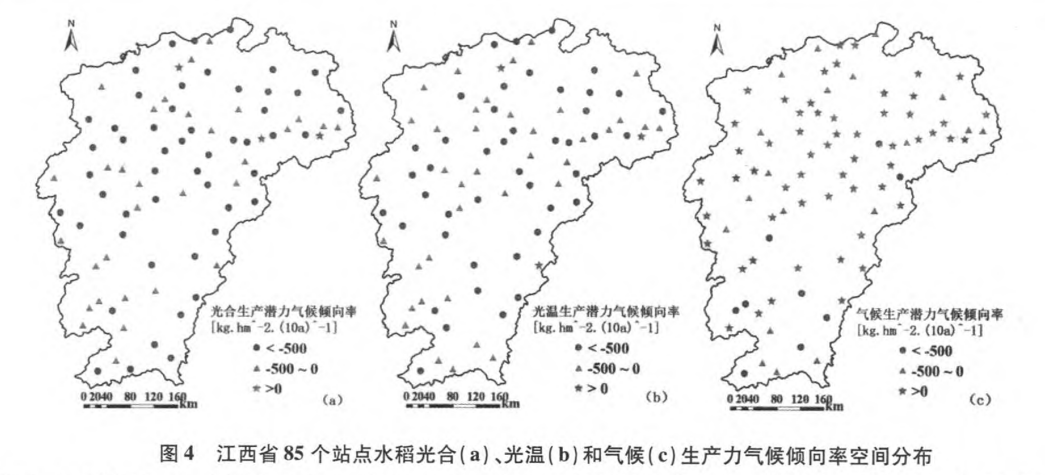 N
N
N
光合生产潜力气候倾向率
[kg.hm^-2.(10a)^-1]
< -500
-500 ~ 0
>0
0 2040 80 120 160
km
(a)
光温生产潜力气候倾向率
[kg.hm^-2.(10a)^-1]
< -500
-500 ~ 0
> 0
0 2040 80 120 160
km
(b)
气候生产潜力气候倾向率
[kg.hm^-2.(10a)^-1]
< -500
-500 ~ 0
>0
0 2040 80 120 160
km
(c)
图4 江西省 85 个站点水稻光合(a)、光温(b)和气候(c)生产力气候倾向率空间分布